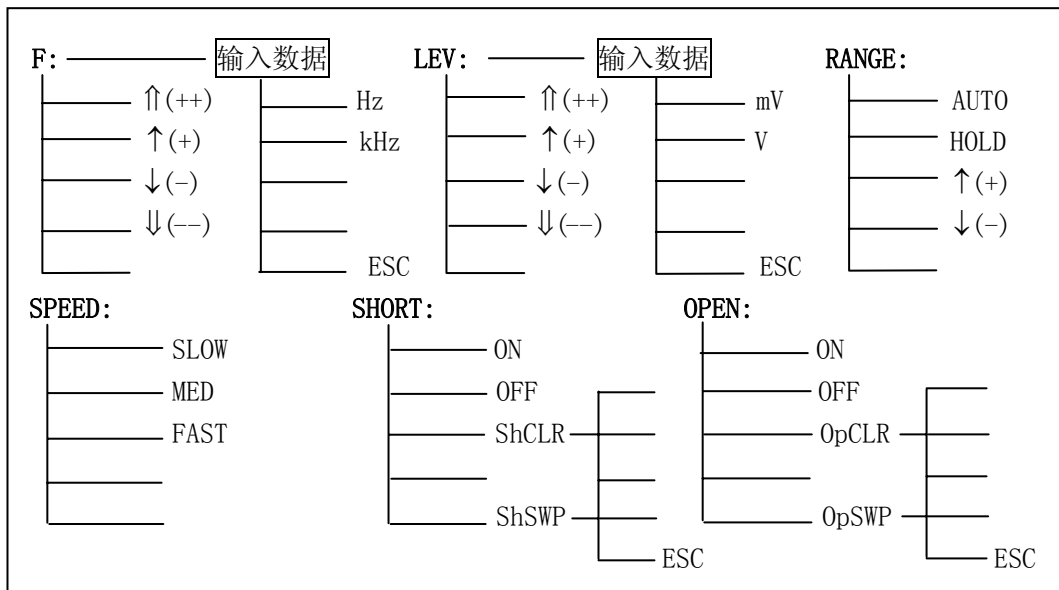 F: 输入数据 LEV: 输入数据 RANGE:
⇑(++) Hz ⇑(++) mV AUTO
↑(+) kHz ↑(+) V HOLD
↓(-) ↓(-) ↑(+)
⇓(--) ⇓(--) ↓(-)
ESC ESC
SPEED: SHORT: OPEN:
SLOW ON ON
MED OFF OFF
FAST ShCLR OpCLR
ShSWP OpSWP
ESC ESC